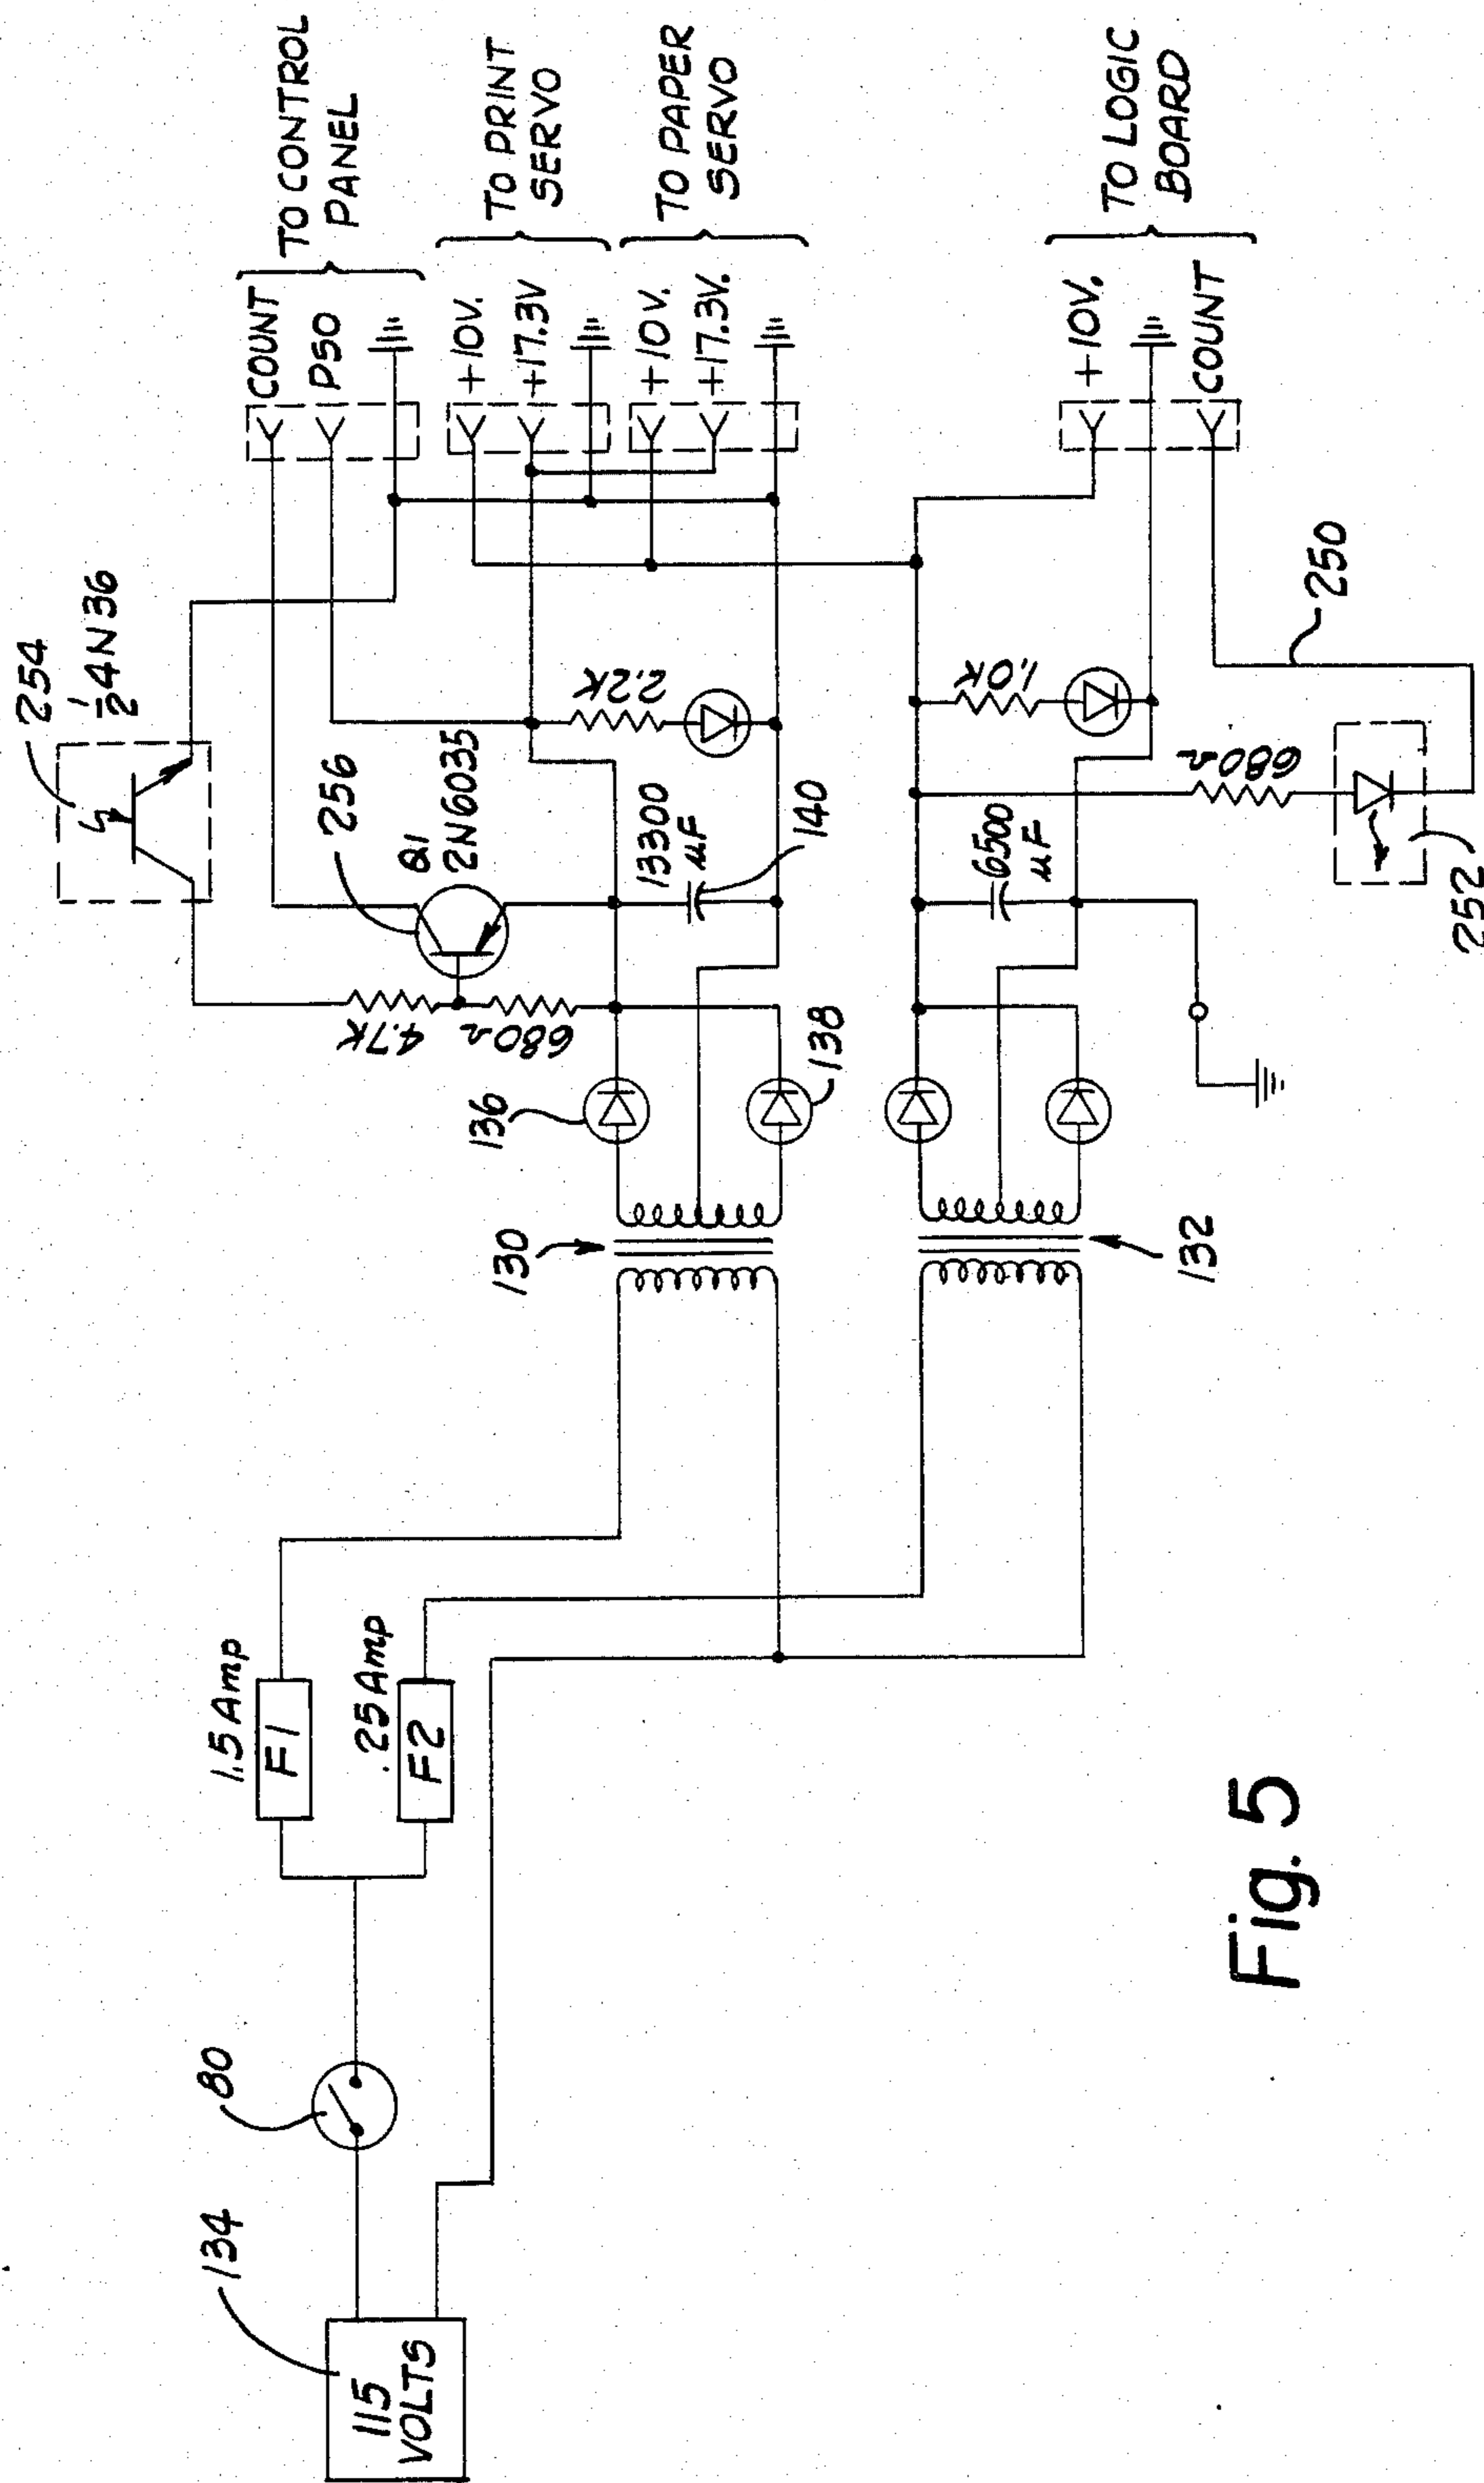 134
115
VOLTS
80
1.5 Amp
F1
.25 Amp
F2
130
132
136
138
4.7K
680Ω
256
Q1
2N6035
254
½ 4N36
13300
µF
140
2.2K
6500
µF
1.0K
680Ω
252
250
COUNT
P50
TO CONTROL
PANEL
+10V.
+17.3V
TO PRINT
SERVO
+10V.
+17.3V.
TO PAPER
SERVO
+10V.
COUNT
TO LOGIC
BOARD
Fig. 5